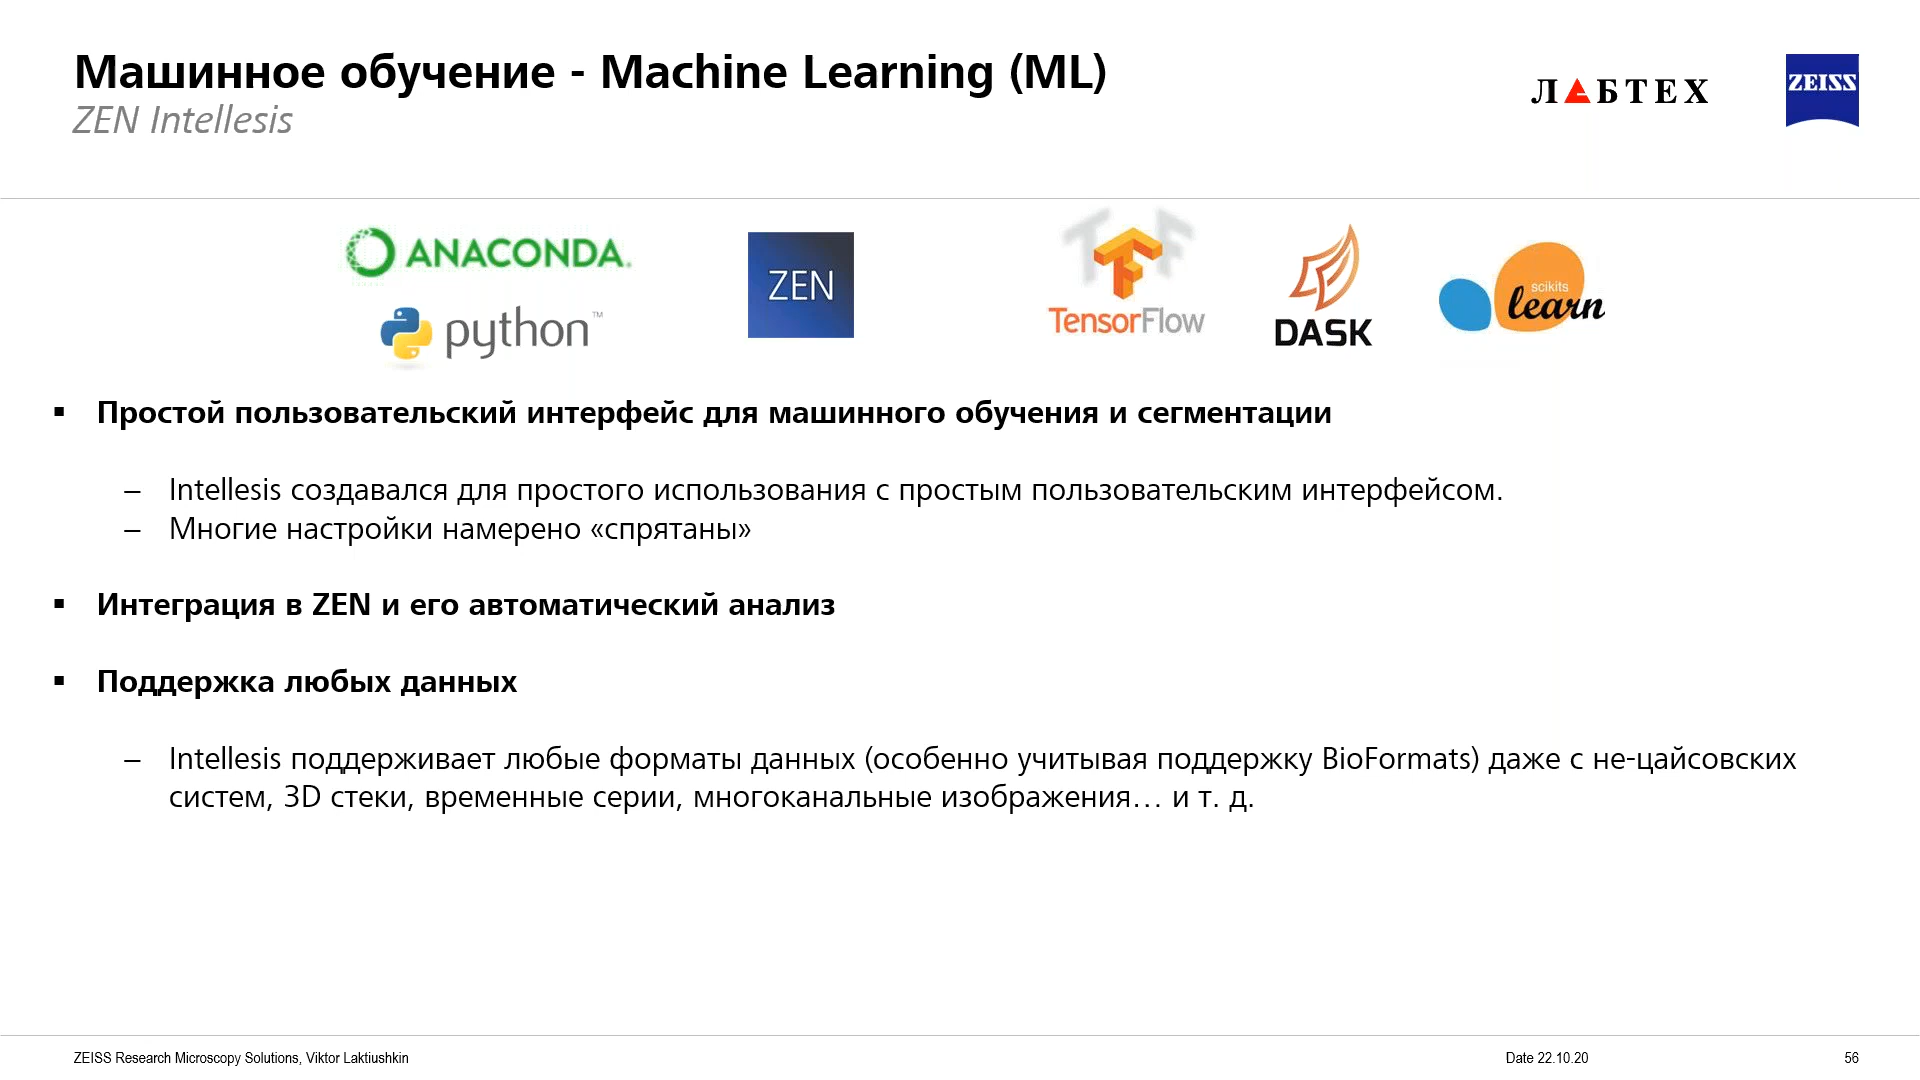 Машинное обучение - Machine Learning (ML)
ZEN Intellesis
ЛАБТЕХ
ZEISS
ANACONDA.
python™
ZEN
TensorFlow
DASK
scikits
learn
▪ Простой пользовательский интерфейс для машинного обучения и сегментации
– Intellesis создавался для простого использования с простым пользовательским интерфейсом.
– Многие настройки намерено «спрятаны»
▪ Интеграция в ZEN и его автоматический анализ
▪ Поддержка любых данных
– Intellesis поддерживает любые форматы данных (особенно учитывая поддержку BioFormats) даже с не-цайсовских
систем, 3D стеки, временные серии, многоканальные изображения… и т. д.
ZEISS Research Microscopy Solutions, Viktor Laktiushkin
Date 22.10.20
56